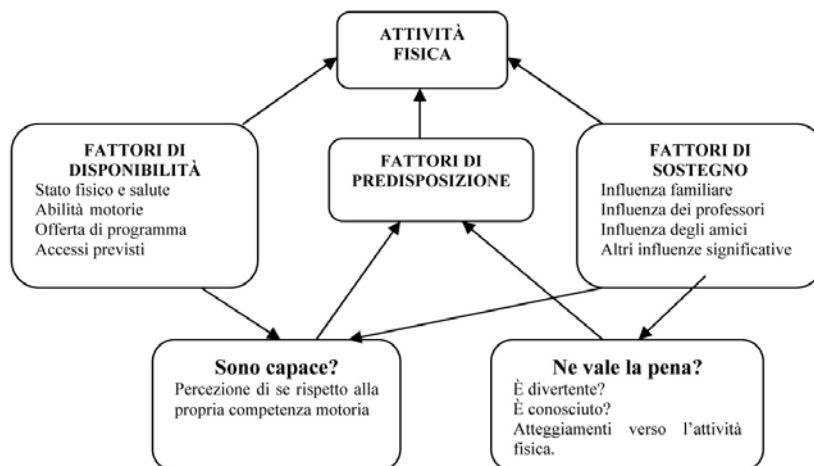 ATTIVITÀ
FISICA
FATTORI DI
DISPONIBILITÀ
Stato fisico e salute
Abilità motorie
Offerta di programma
Accessi previsti
FATTORI DI
PREDISPOSIZIONE
FATTORI DI
SOSTEGNO
Influenza familiare
Influenza dei professori
Influenza degli amici
Altri influenze significative
Sono capace?
Percezione di se rispetto alla
propria competenza motoria
Ne vale la pena?
È divertente?
È conosciuto?
Atteggiamenti verso l'attività
fisica.